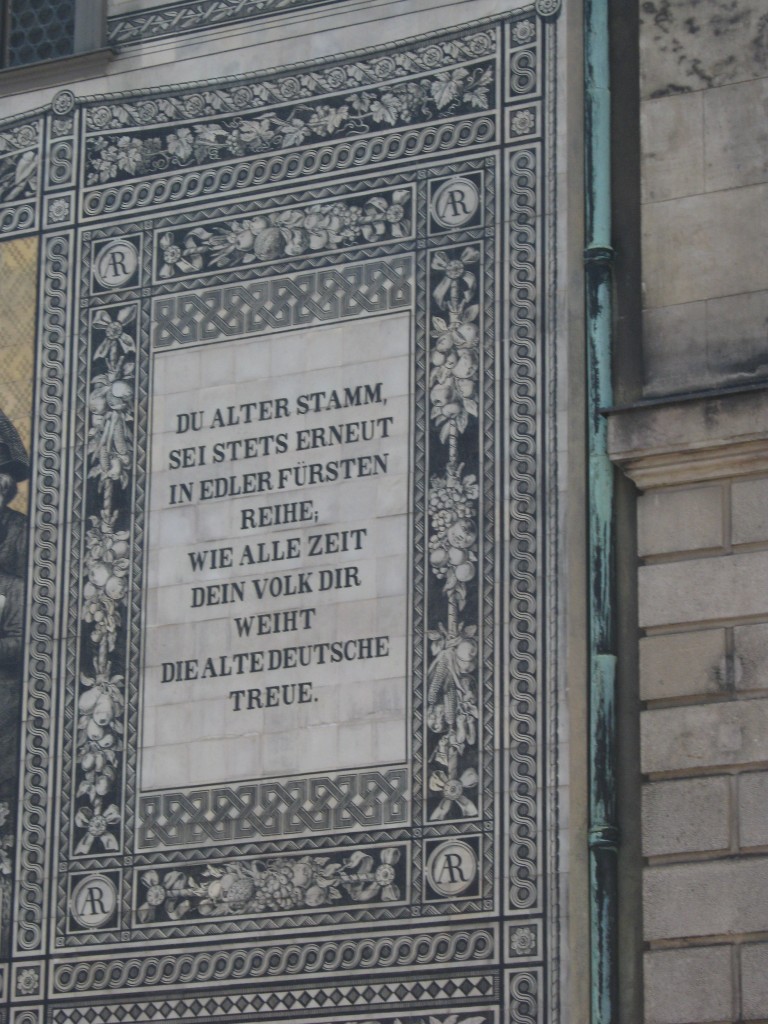 AR
AR
DU ALTER STAMM,
SEI STETS ERNEUT
IN EDLER FÜRSTEN
REIHE;
WIE ALLE ZEIT
DEIN VOLK DIR
WEIHT
DIE ALTE DEUTSCHE
TREUE.
AR
AR